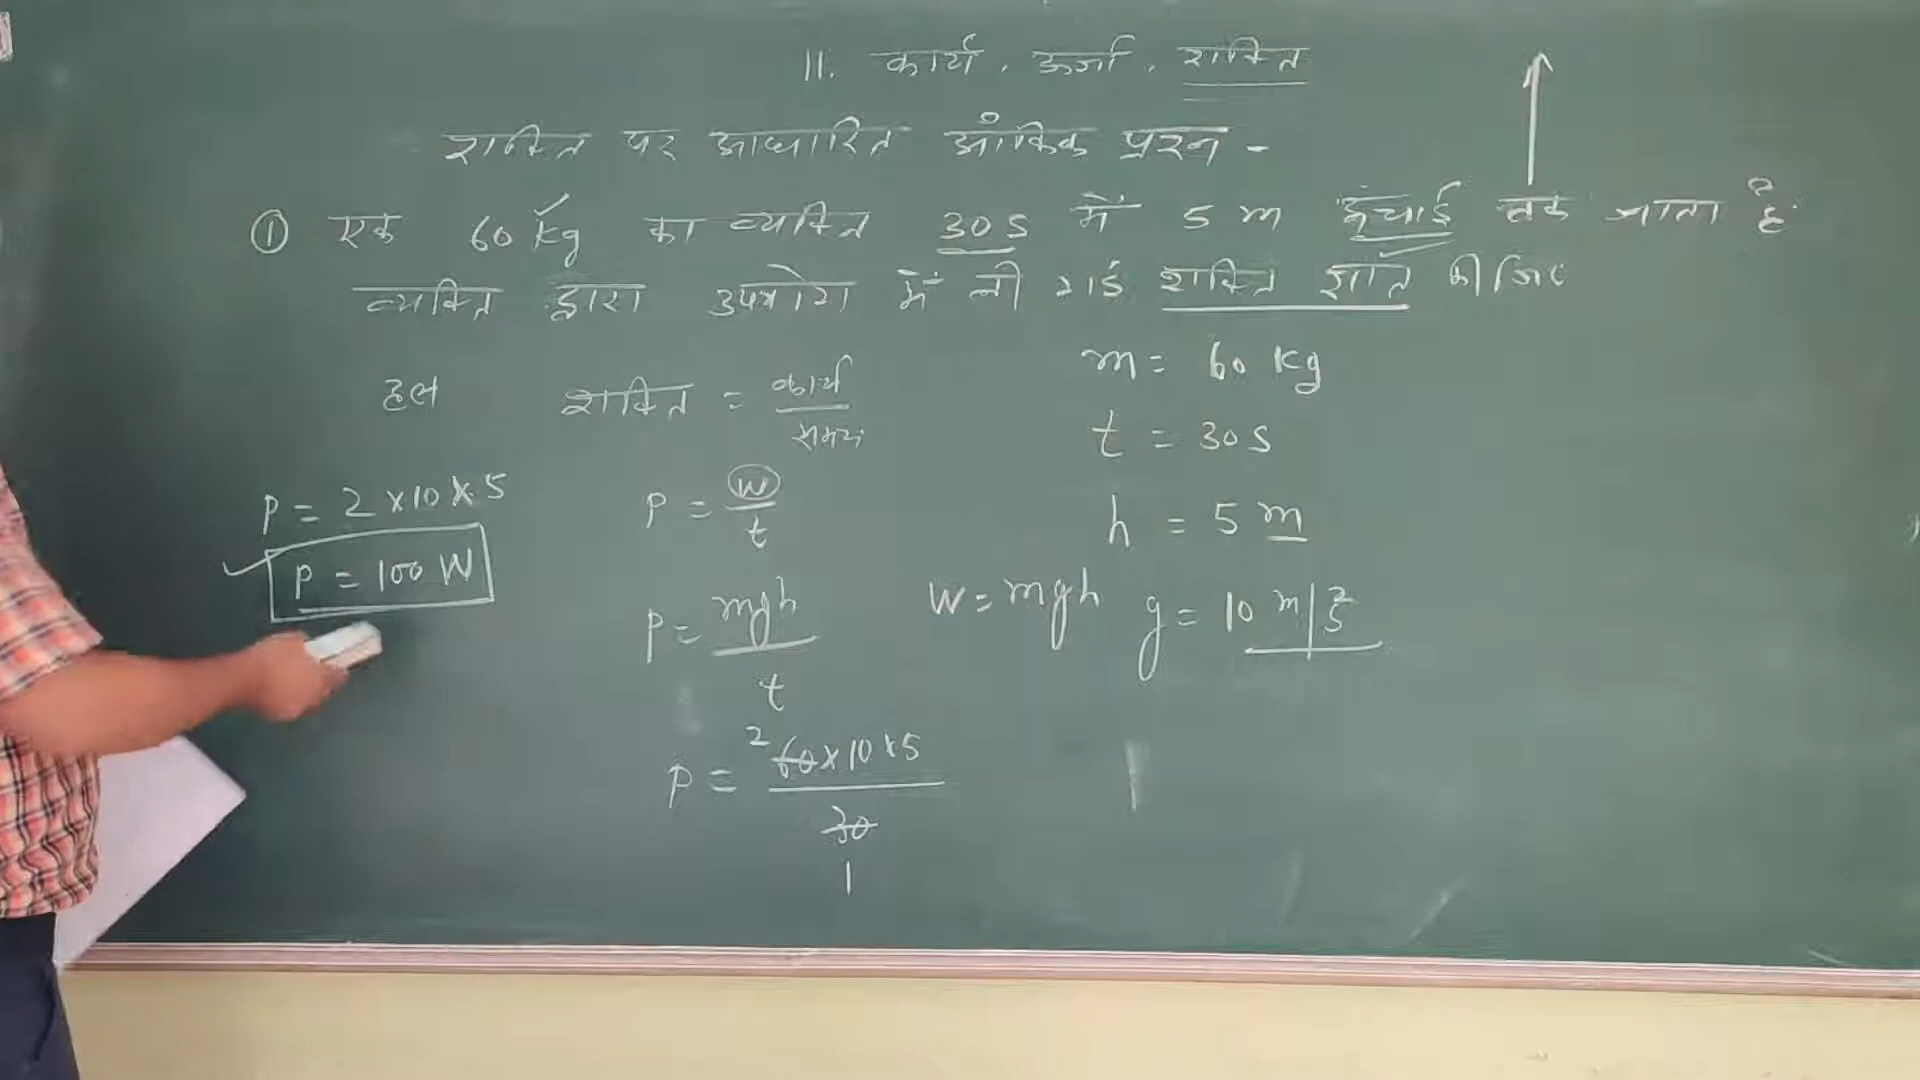 11. कार्य, ऊर्जा, शक्ति
शक्ति पर आधारित आंकिक प्रश्न -
① एक 60 kg का व्यक्ति 30 s में 5 m ऊंचाई तक जाता है.
व्यक्ति द्वारा उपयोग में ली गई शक्ति ज्ञात कीजिए
हल
शक्ति = कार्य / समय
P = W / t
P = mgh / t
P = 60×10×5 / 30
2
1
P = 2×10×5
P = 100 W
m = 60 kg
t = 30 s
h = 5 m
W = mgh
g = 10 m/s²